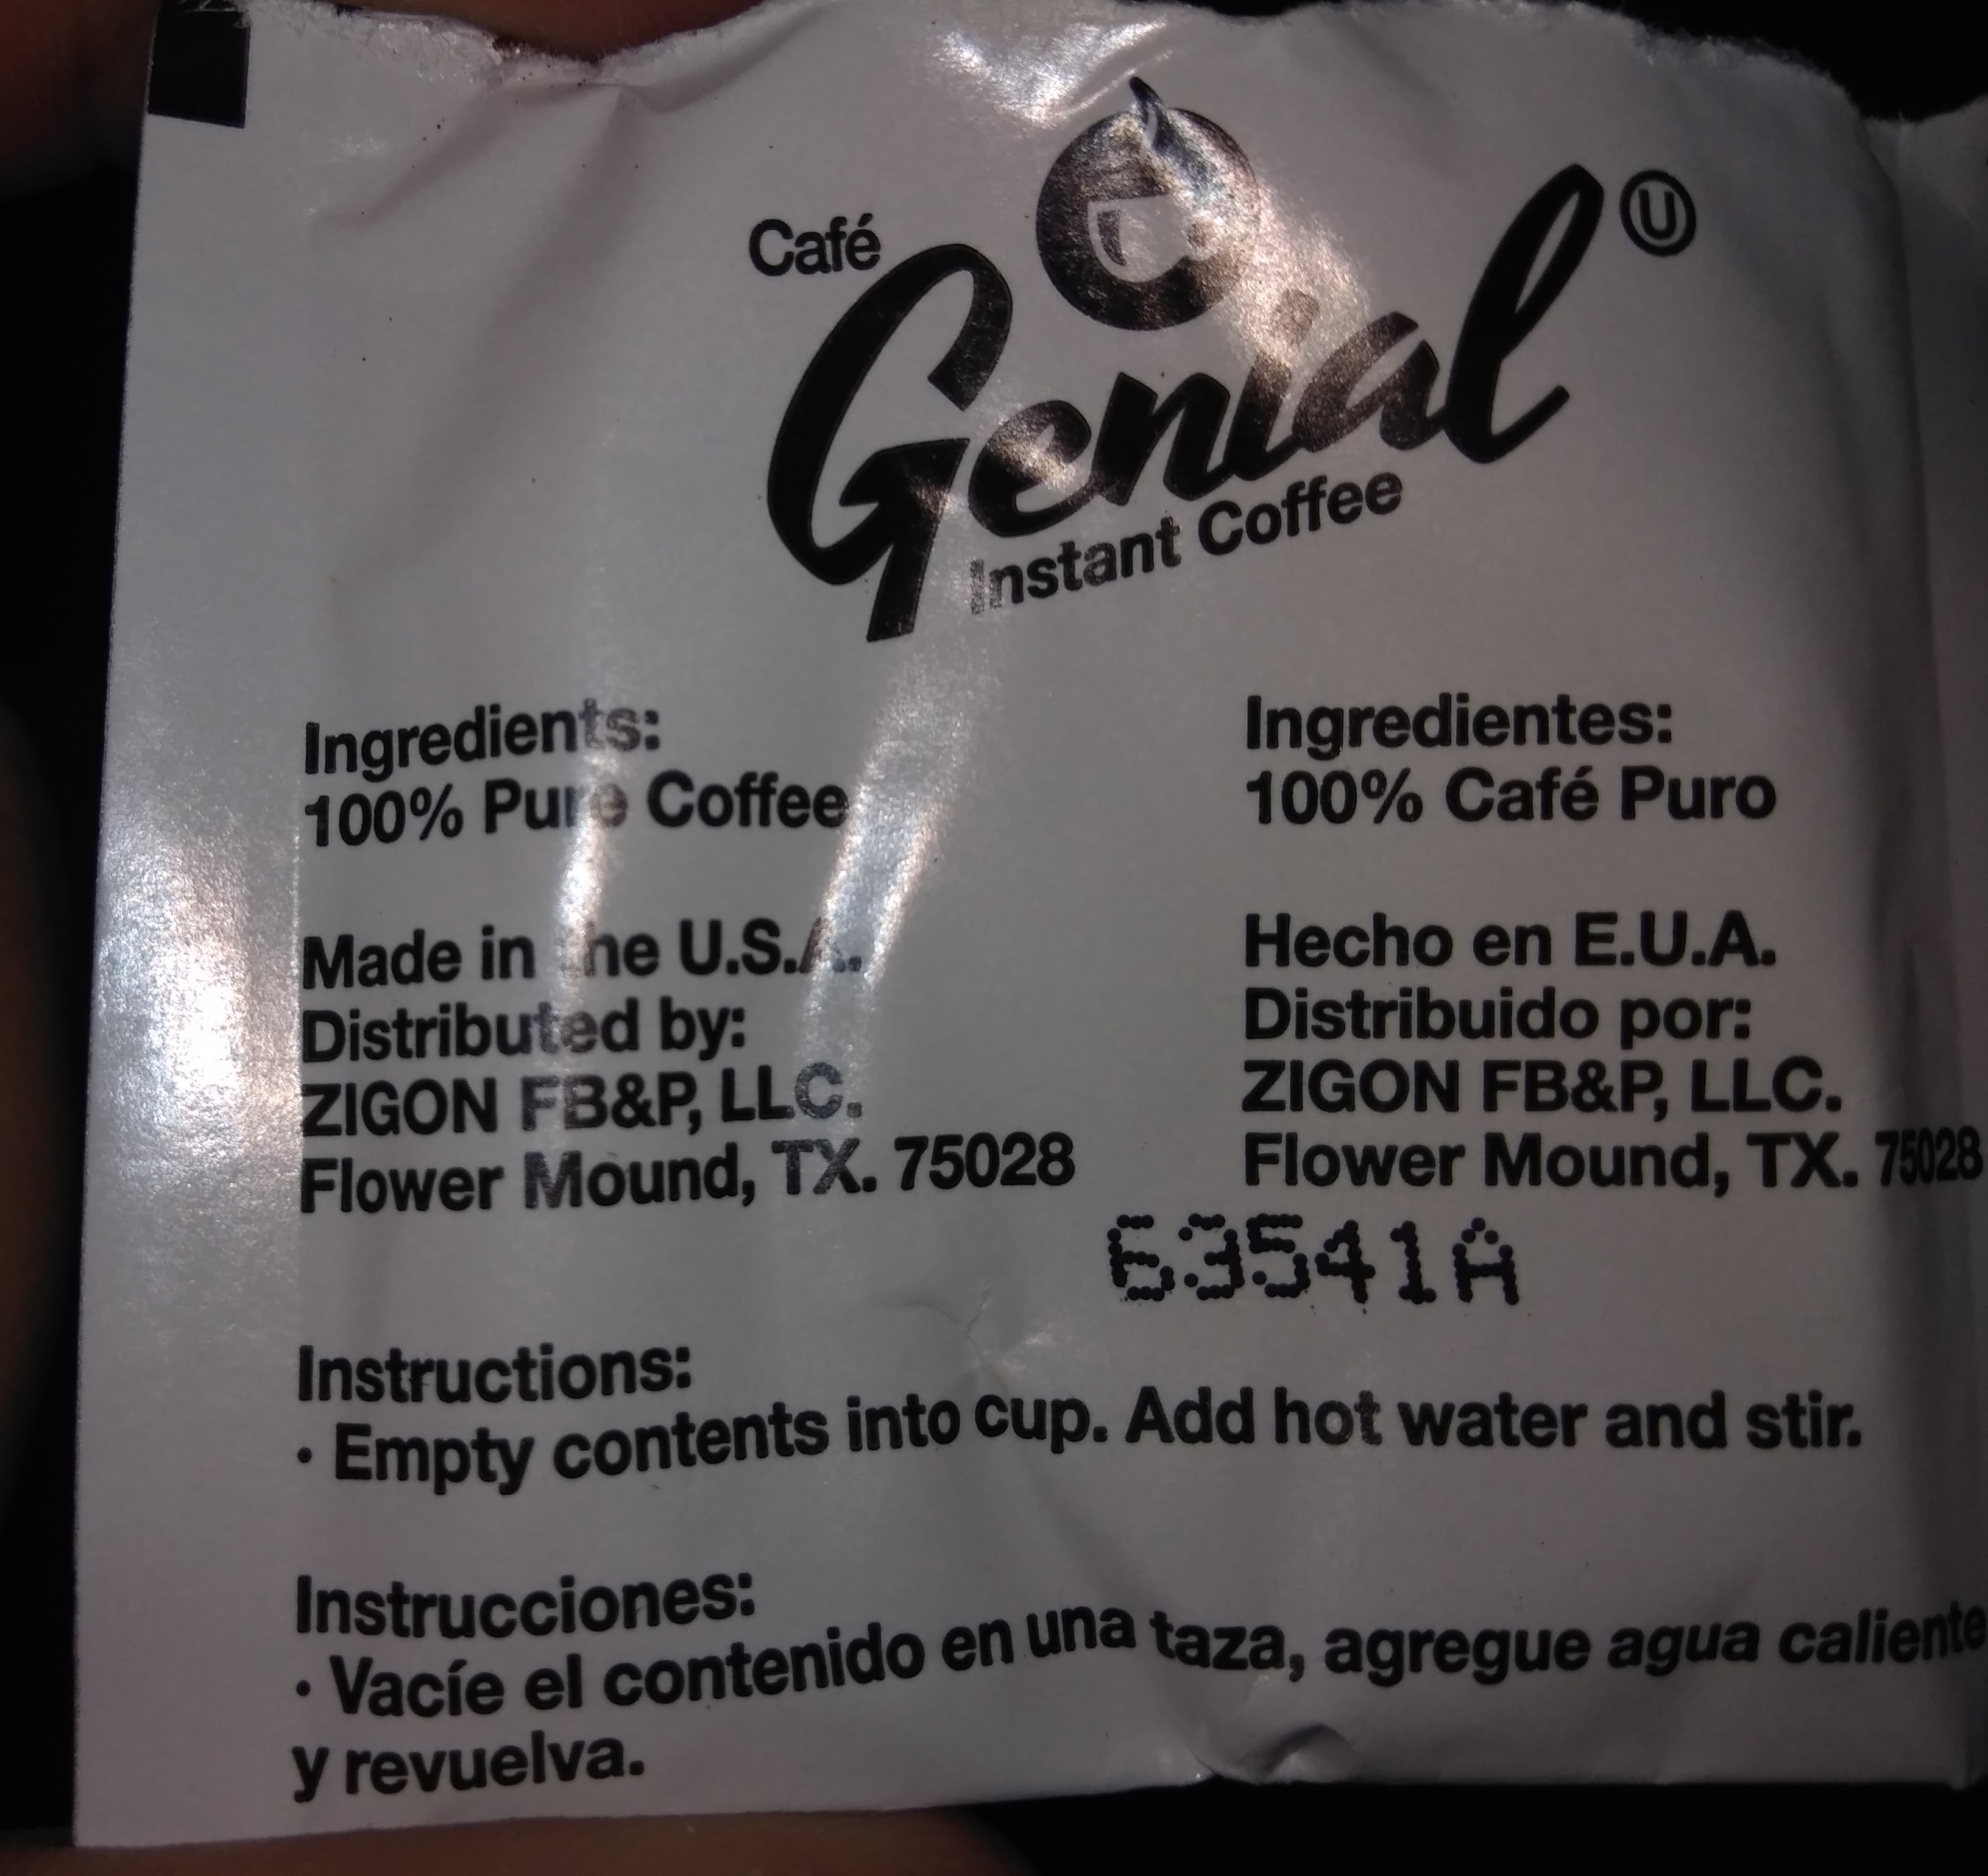 Café
Genial
U
Instant Coffee
Ingredients:
100% Pure Coffee
Made in the U.S.A.
Distributed by:
ZIGON FB&P, LLC.
Flower Mound, TX. 75028
Ingredientes:
100% Café Puro
Hecho en E.U.A.
Distribuido por:
ZIGON FB&P, LLC.
Flower Mound, TX. 75028
63541A
Instructions:
· Empty contents into cup. Add hot water and stir.
Instrucciones:
· Vacíe el contenido en una taza, agregue agua caliente
y revuelva.